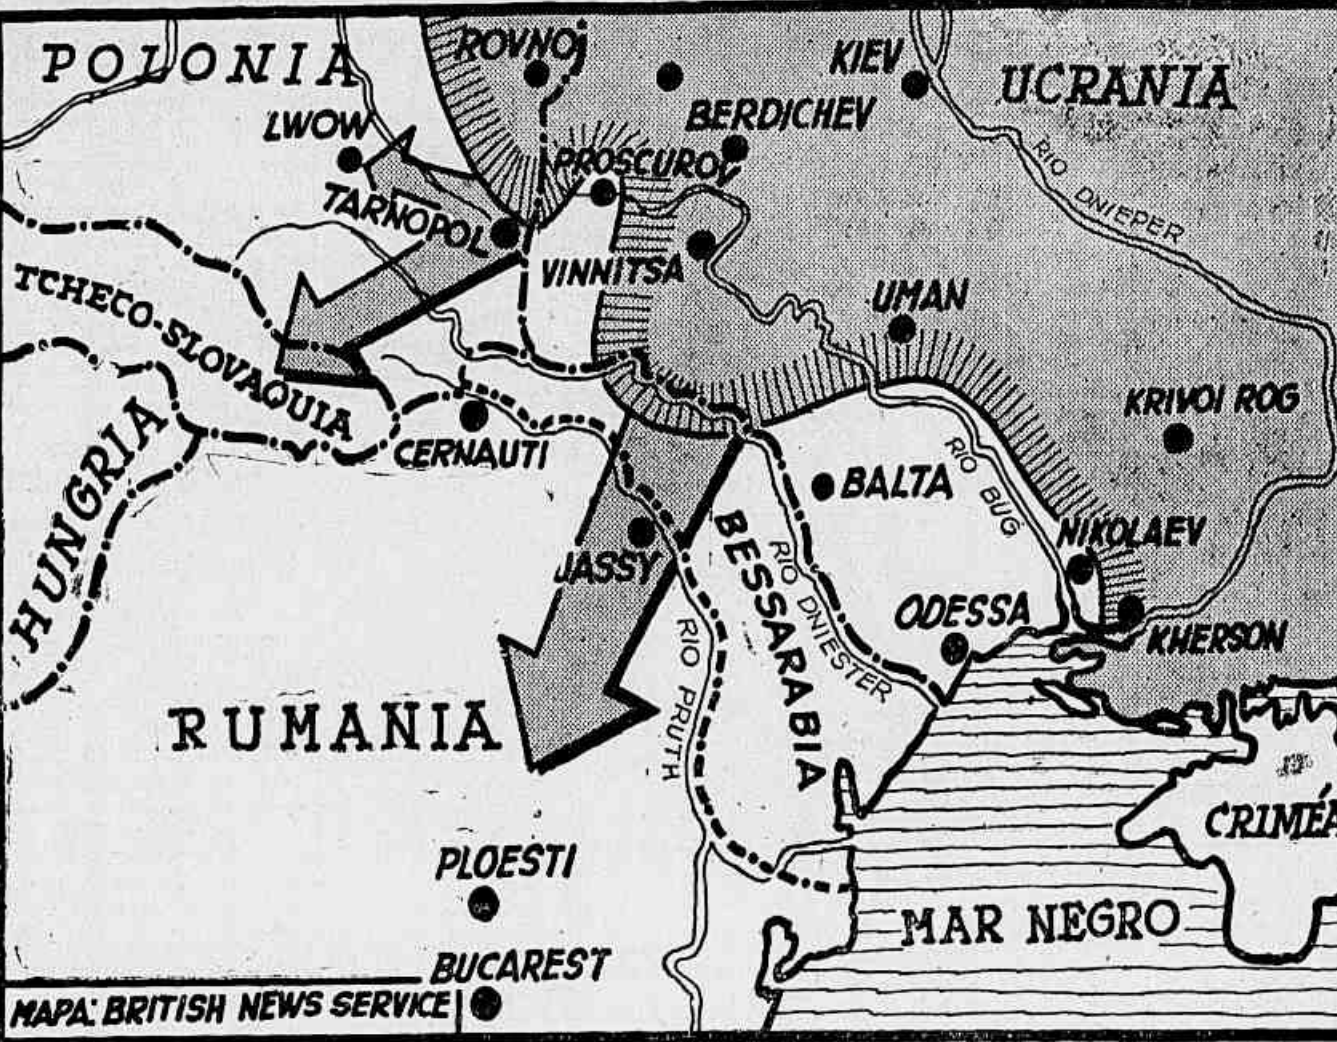 POLONIA
ROVNO
KIEV
UCRANIA
LWOW
BERDICHEV
RIO DNIEPER
PROSCUROV
TARNOPOL
VINNITSA
TCHECO-SLOVAQUIA
UMAN
HUNGRIA
CERNAUTI
KRIVOI ROG
BALTA
RIO BUG
NIKOLAEV
JASSY
BESSARABIA
RIO DNIESTER
ODESSA
KHERSON
RIO PRUTH
RUMANIA
CRIMÉA
PLOESTI
MAR NEGRO
BUCAREST
MAPA: BRITISH NEWS SERVICE